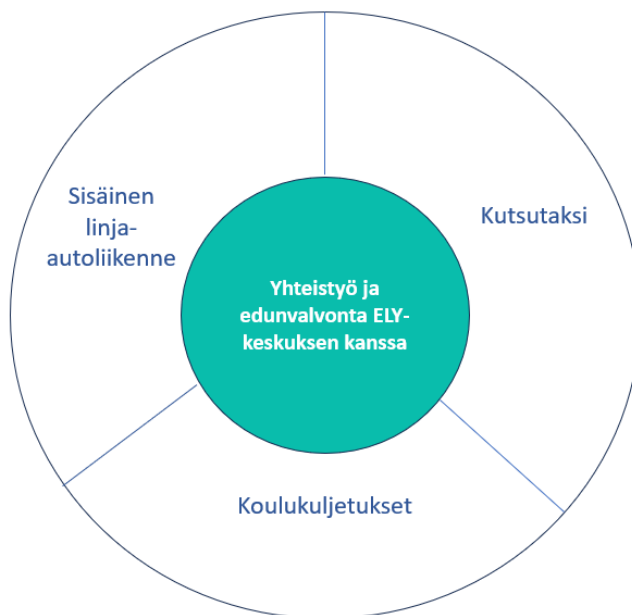 Sisäinen
linja-
autoliikenne
Kutsutaksi
Yhteistyö ja
edunvalvonta ELY-
keskuksen kanssa
Koulukuljetukset